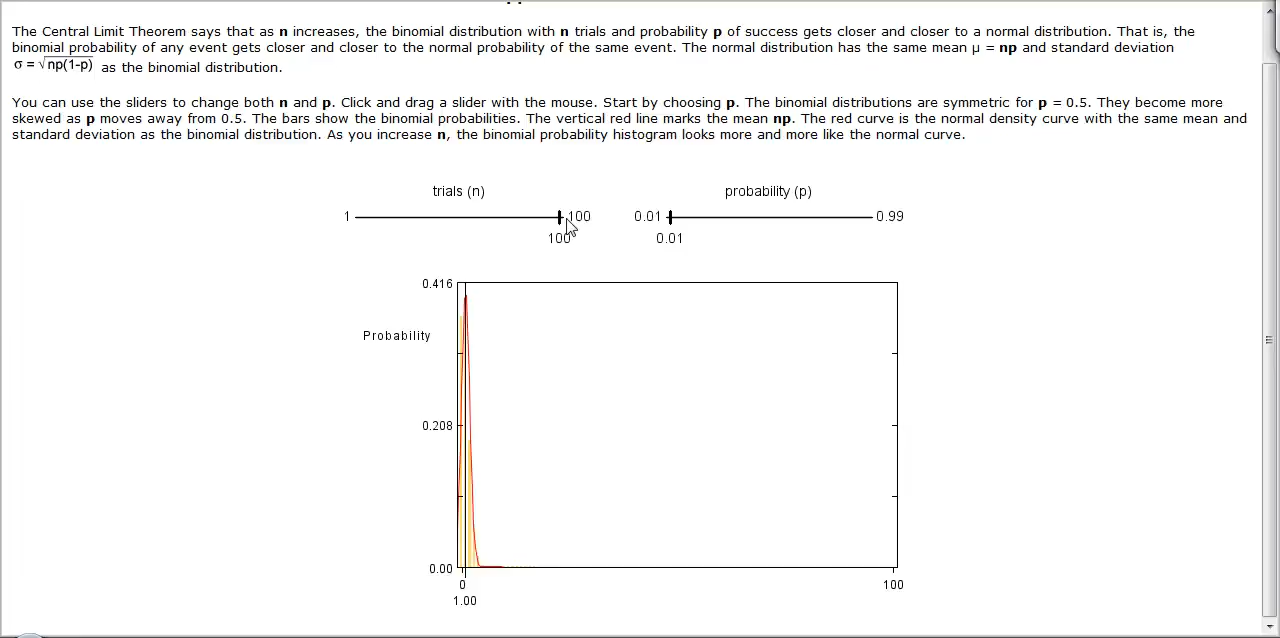 The Central Limit Theorem says that as n increases, the binomial distribution with n trials and probability p of success gets closer and closer to a normal distribution. That is, the
binomial probability of any event gets closer and closer to the normal probability of the same event. The normal distribution has the same mean μ = np and standard deviation
σ = √np(1-p) as the binomial distribution.
You can use the sliders to change both n and p. Click and drag a slider with the mouse. Start by choosing p. The binomial distributions are symmetric for p = 0.5. They become more
skewed as p moves away from 0.5. The bars show the binomial probabilities. The vertical red line marks the mean np. The red curve is the normal density curve with the same mean and
standard deviation as the binomial distribution. As you increase n, the binomial probability histogram looks more and more like the normal curve.
trials (n) probability (p)
1 100 0.01 0.99
100 0.01
0.416
Probability
0.208
0.00
0 100
1.00